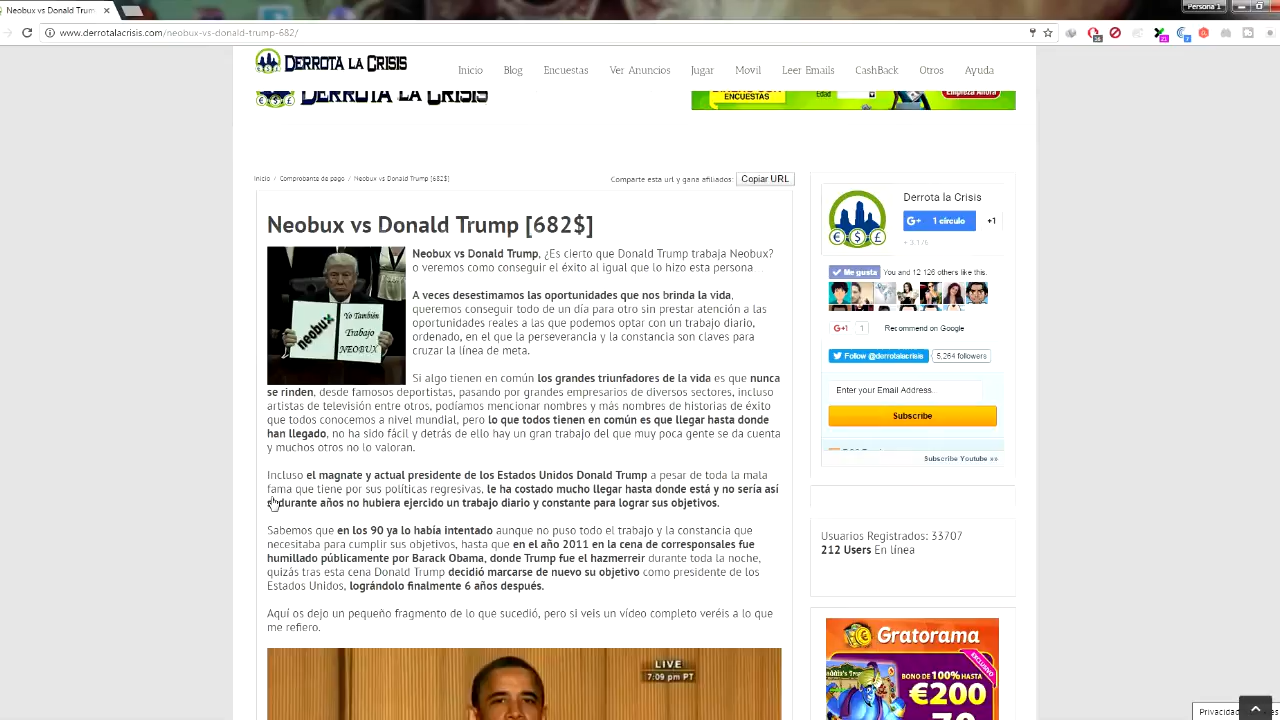 Neobux vs Donald Trum
Persona 1
www.derrotalacrisis.com/neobux-vs-donald-trump-682/
DERROTA LA CRISIS
Inicio Blog Encuestas Ver Anuncios Jugar Movil Leer Emails CashBack Otros Ayuda
DERROTA LA CRISIS
ENCUESTAS
Edad
Empieza Ahora
Inicio / Comprobante de pago / Neobux vs Donald Trump [682$]
Comparte esta url y gana afiliados: Copiar URL
Neobux vs Donald Trump [682$]
neobux
Yo También
Trabajo
NEOBUX
Neobux vs Donald Trump, ¿Es cierto que Donald Trump trabaja Neobux?
o veremos como conseguir el éxito al igual que lo hizo esta persona
A veces desestimamos las oportunidades que nos brinda la vida,
queremos conseguir todo de un día para otro sin prestar atención a las
oportunidades reales a las que podemos optar con un trabajo diario,
ordenado, en el que la perseverancia y la constancia son claves para
cruzar la línea de meta.
Si algo tienen en común los grandes triunfadores de la vida es que nunca
se rinden, desde famosos deportistas, pasando por grandes empresarios de diversos sectores, incluso
artistas de televisión entre otros, podíamos mencionar nombres y más nombres de historias de éxito
que todos conocemos a nivel mundial, pero lo que todos tienen en común es que llegar hasta donde
han llegado, no ha sido fácil y detrás de ello hay un gran trabajo del que muy poca gente se da cuenta
y muchos otros no lo valoran.
Incluso el magnate y actual presidente de los Estados Unidos Donald Trump a pesar de toda la mala
fama que tiene por sus políticas regresivas, le ha costado mucho llegar hasta donde está y no sería así
durante años no hubiera ejercido un trabajo diario y constante para lograr sus objetivos.
Sabemos que en los 90 ya lo había intentado aunque no puso todo el trabajo y la constancia que
necesitaba para cumplir sus objetivos, hasta que en el año 2011 en la cena de corresponsales fue
humillado públicamente por Barack Obama, donde Trump fue el hazmerreir durante toda la noche,
quizás tras esta cena Donald Trump decidió marcarse de nuevo su objetivo como presidente de los
Estados Unidos, lográndolo finalmente 6 años después.
Aquí os dejo un pequeño fragmento de lo que sucedió, pero si veis un vídeo completo veréis a lo que
me refiero.
LIVE
7:09 pm PT
Derrota la Crisis
G+ 1 círculo +1
+ 3.176
Me gusta You and 12 126 others like this.
G+1 1 Recommend on Google
Follow @derrotalacrisis 5,264 followers
Enter your Email Address...
Subscribe
Subscribe Youtube »»
Usuarios Registrados: 33707
212 Users En línea
Gratorama
EXCLUSIVO
BONO DE 100% HASTA
€200
70